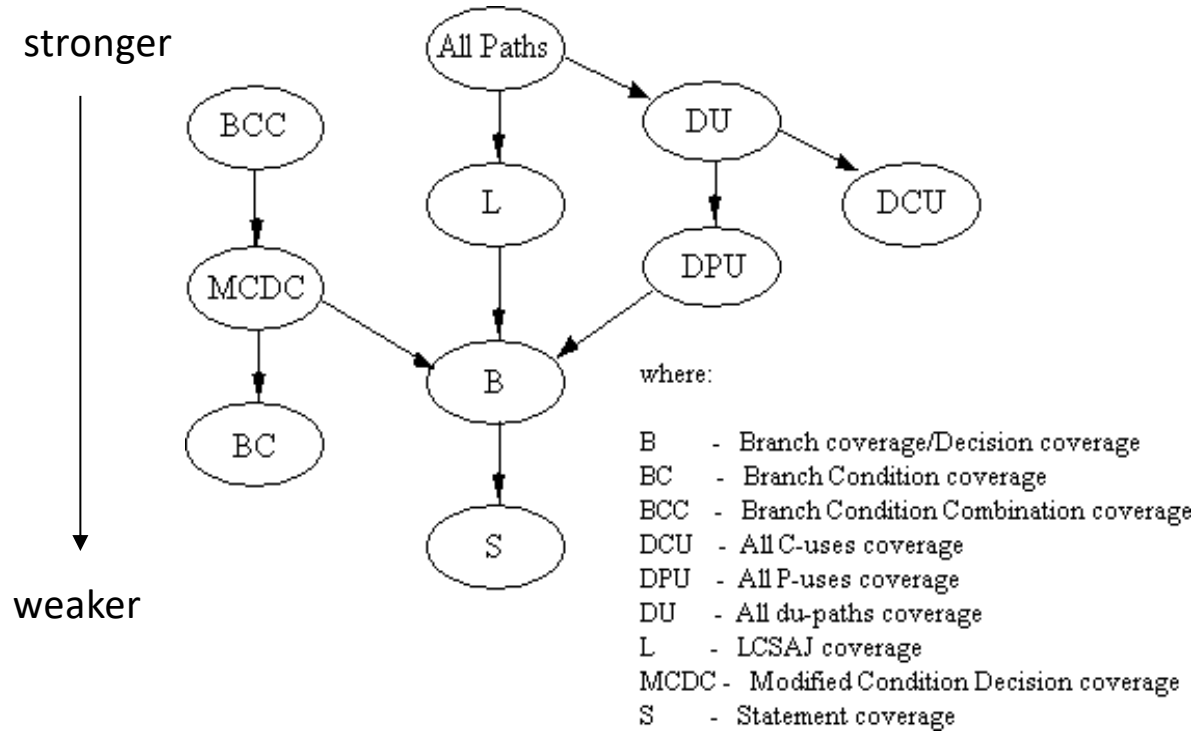 stronger
All Paths
BCC
DU
L
DCU
MCDC
DPU
B
BC
S
weaker
where:
B - Branch coverage/Decision coverage
BC - Branch Condition coverage
BCC - Branch Condition Combination coverage
DCU - All C-uses coverage
DPU - All P-uses coverage
DU - All du-paths coverage
L - LCSAJ coverage
MCDC - Modified Condition Decision coverage
S - Statement coverage